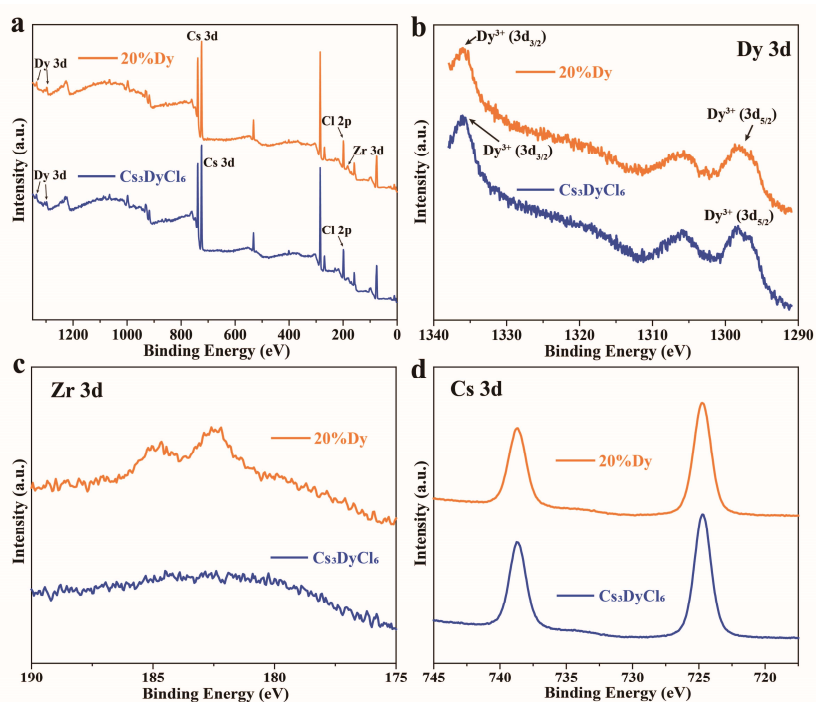 a
Cs 3d
Dy 3d
20%Dy
Cl 2p
Zr 3d
Cs 3d
Dy 3d
Cs₃DyCl₆
Cl 2p
Intensity (a.u.)
1200 1000 800 600 400 200 0
Binding Energy (eV)
b
Dy³⁺ (3d₃/₂)
Dy 3d
20%Dy
Dy³⁺ (3d₅/₂)
Dy³⁺ (3d₃/₂)
Cs₃DyCl₆
Dy³⁺ (3d₅/₂)
Intensity (a.u.)
1340 1330 1320 1310 1300 1290
Binding Energy (eV)
c
Zr 3d
20%Dy
Cs₃DyCl₆
Intensity (a.u.)
190 185 180 175
Binding Energy (eV)
d
Cs 3d
20%Dy
Cs₃DyCl₆
Intensity (a.u.)
745 740 735 730 725 720
Binding Energy (eV)